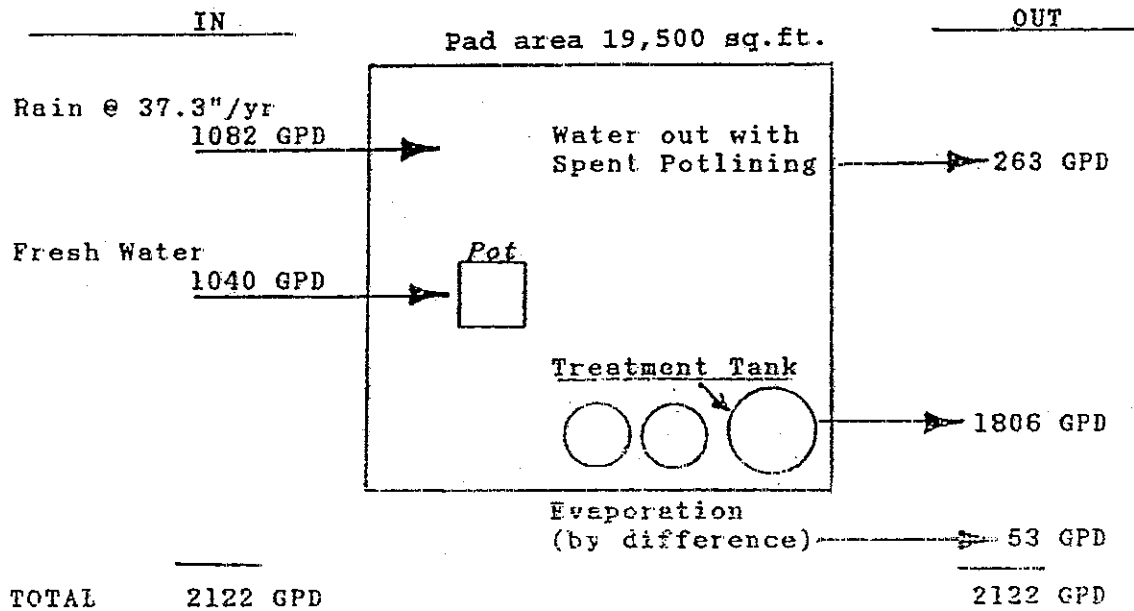 IN
OUT
Pad area 19,500 sq.ft.
Rain @ 37.3"/yr
1082 GPD
Water out with
Spent Potlining
263 GPD
Fresh Water
1040 GPD
Pot
Treatment Tank
1806 GPD
Evaporation
(by difference)
53 GPD
TOTAL 2122 GPD
2122 GPD